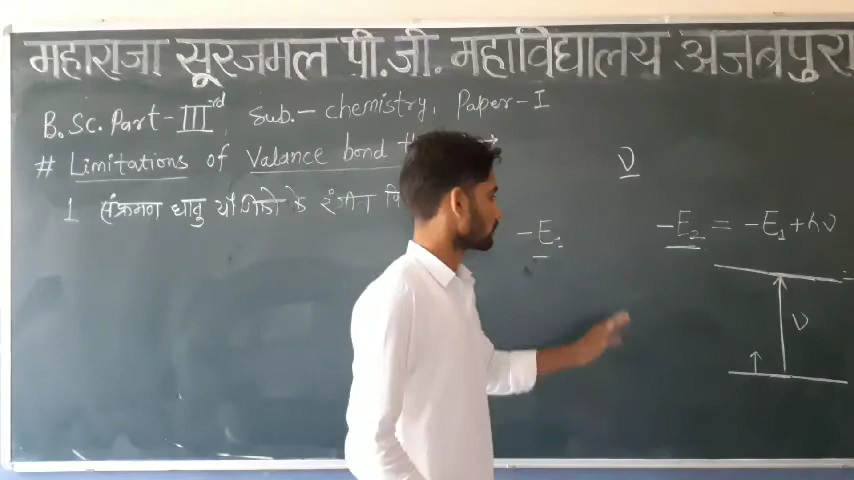 महाराजा सूरजमल पी.जी. महाविद्यालय अजबपुरा
B.Sc. Part-III rd, Sub.- chemistry, Paper-I
# Limitations of Valance bond
1 संक्रमण धातु यौगिको के रंगीन
ν
-E₁
-E₂ = -E₁+hν
ν